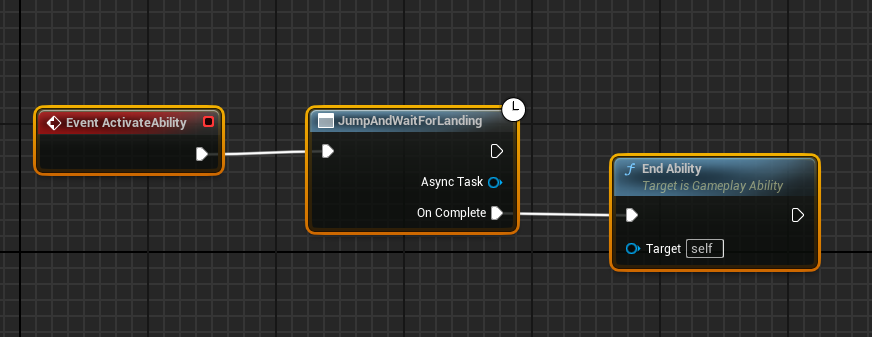 Event ActivateAbility
JumpAndWaitForLanding
Async Task
On Complete
f End Ability
Target is Gameplay Ability
Target self